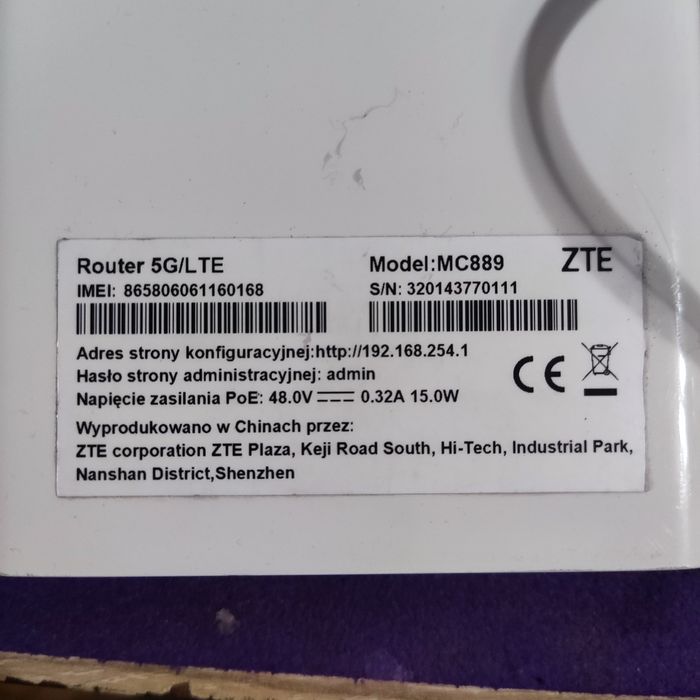 Router 5G/LTE Model:MC889 ZTE
IMEI: 865806061160168 S/N: 320143770111
Adres strony konfiguracyjnej:http://192.168.254.1
Hasło strony administracyjnej: admin
Napięcie zasilania PoE: 48.0V ⎓ 0.32A 15.0W
CE
Wyprodukowano w Chinach przez:
ZTE corporation ZTE Plaza, Keji Road South, Hi-Tech, Industrial Park,
Nanshan District,Shenzhen